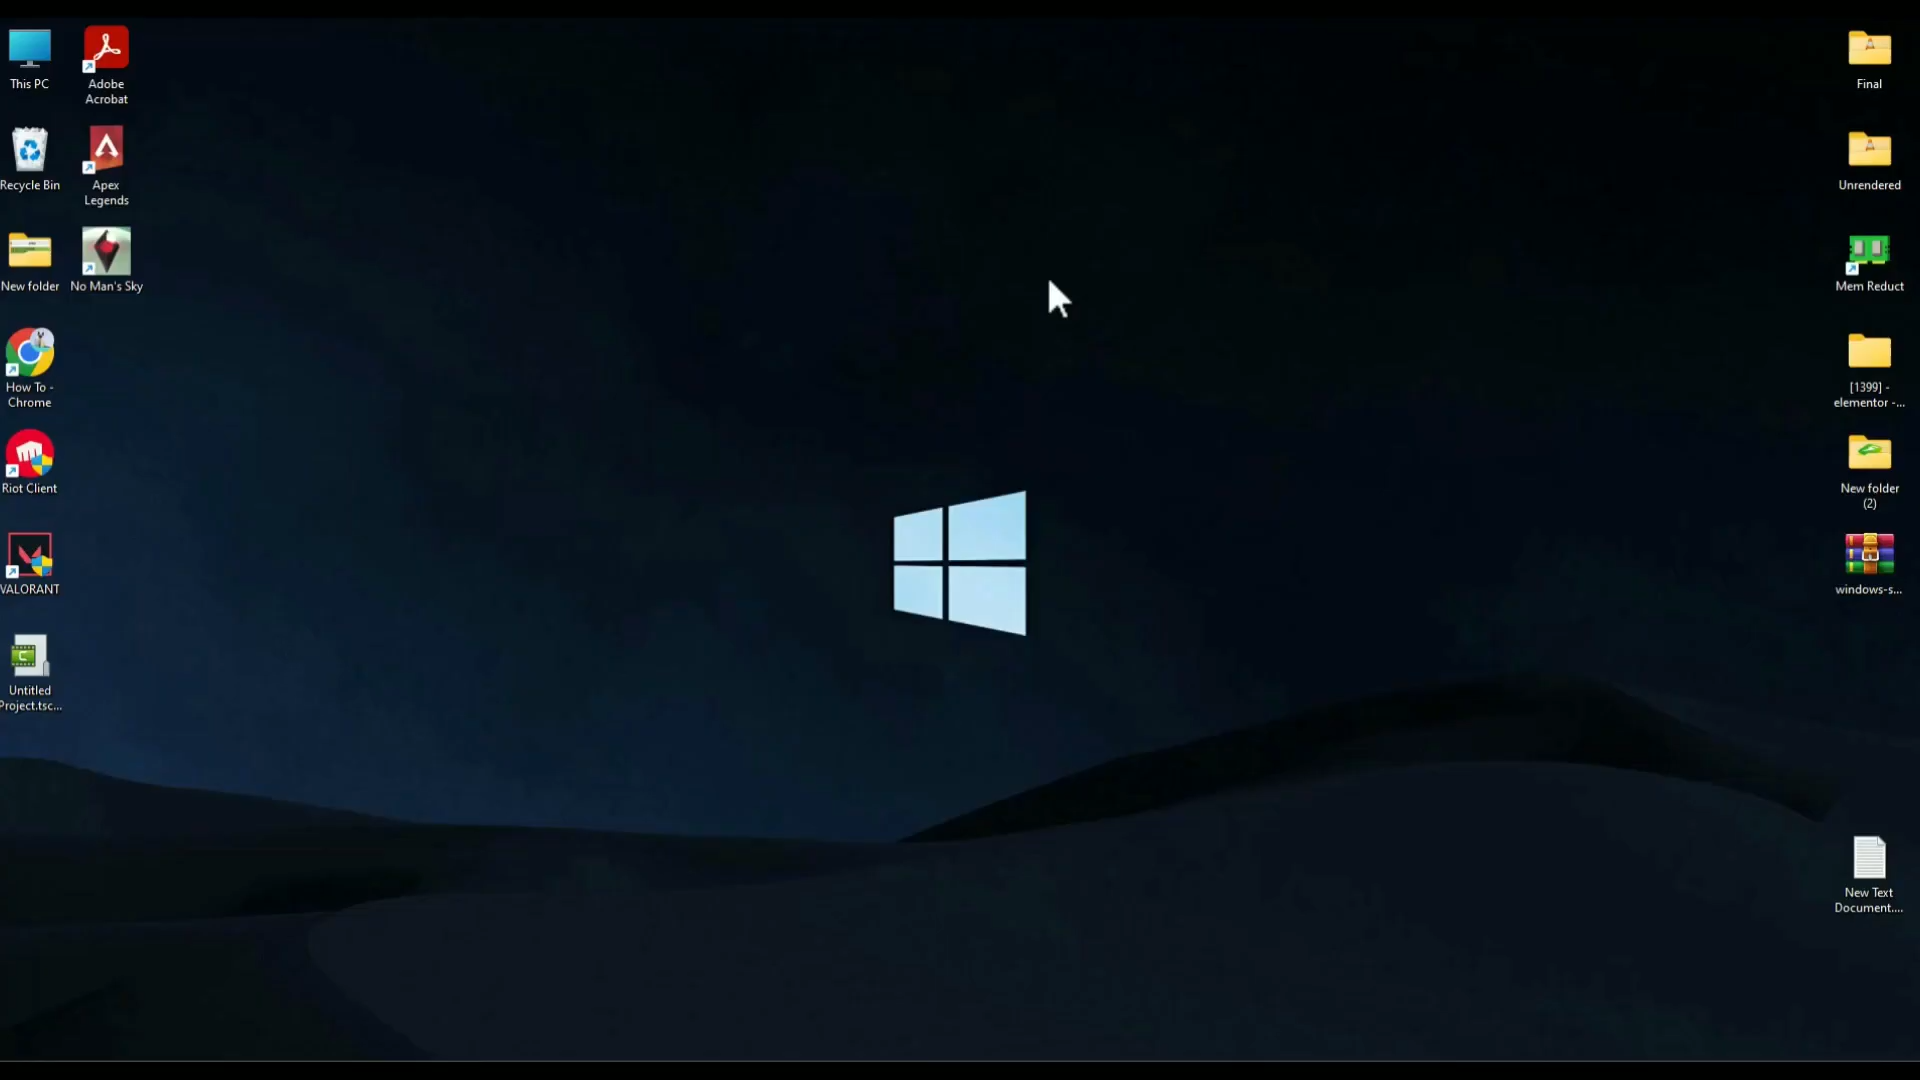 This PC
Adobe
Acrobat
Recycle Bin
Apex
Legends
New folder
No Man's Sky
How To -
Chrome
Riot Client
VALORANT
Untitled
Project.tsc...
Final
Unrendered
Mem Reduct
[1399] -
elementor -...
New folder
(2)
windows-s...
New Text
Document....